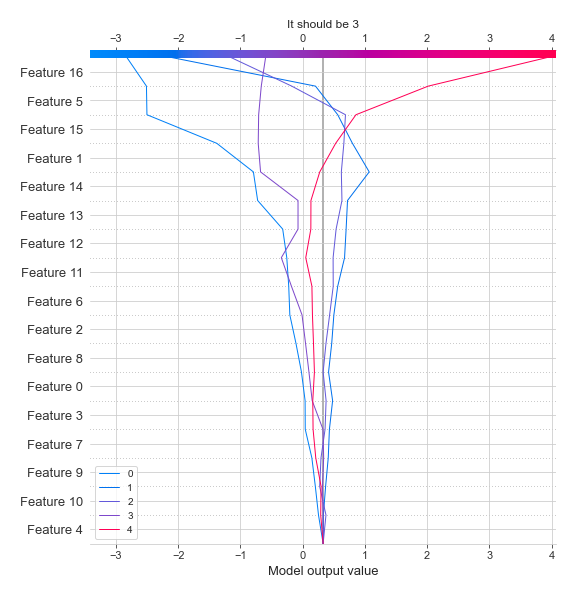 It should be 3
−3 −2 −1 0 1 2 3 4
Feature 16
Feature 5
Feature 15
Feature 1
Feature 14
Feature 13
Feature 12
Feature 11
Feature 6
Feature 2
Feature 8
Feature 0
Feature 3
Feature 7
Feature 9
Feature 10
Feature 4
0
1
2
3
4
−3 −2 −1 0 1 2 3 4
Model output value